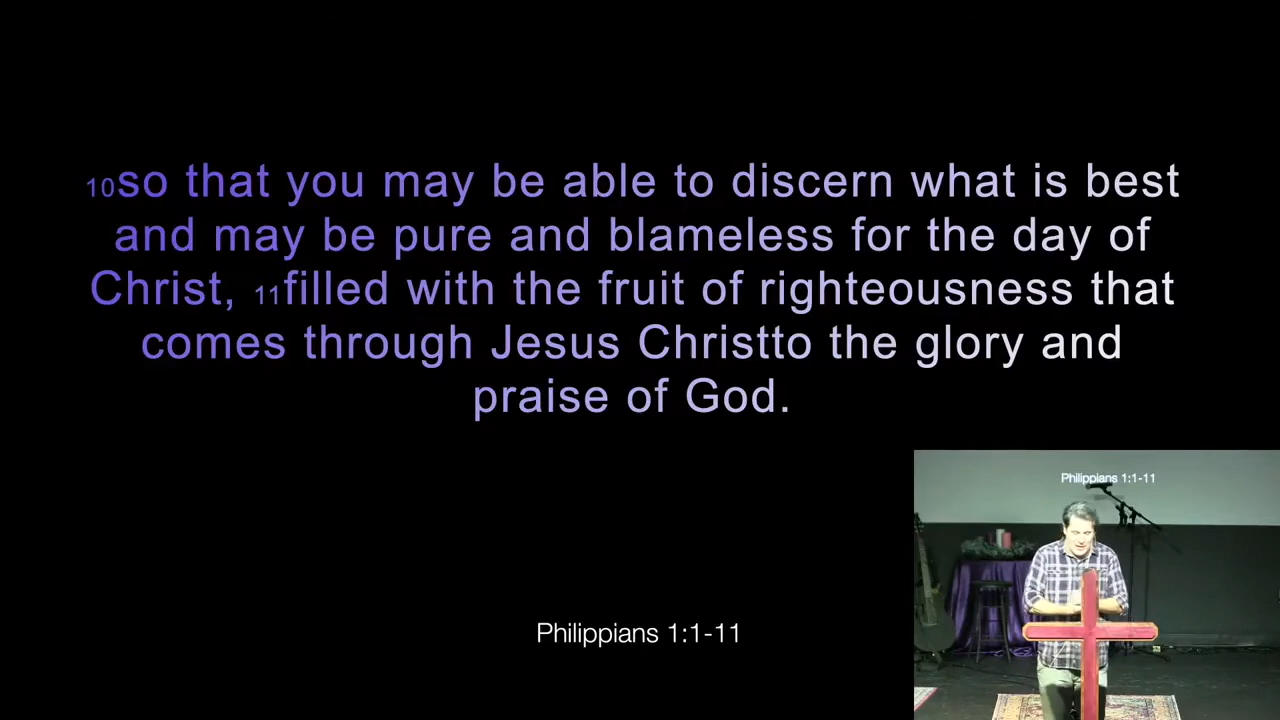 10so that you may be able to discern what is best
and may be pure and blameless for the day of
Christ, 11filled with the fruit of righteousness that
comes through Jesus Christto the glory and
praise of God.
Philippians 1:1-11
Philippians 1:1-11